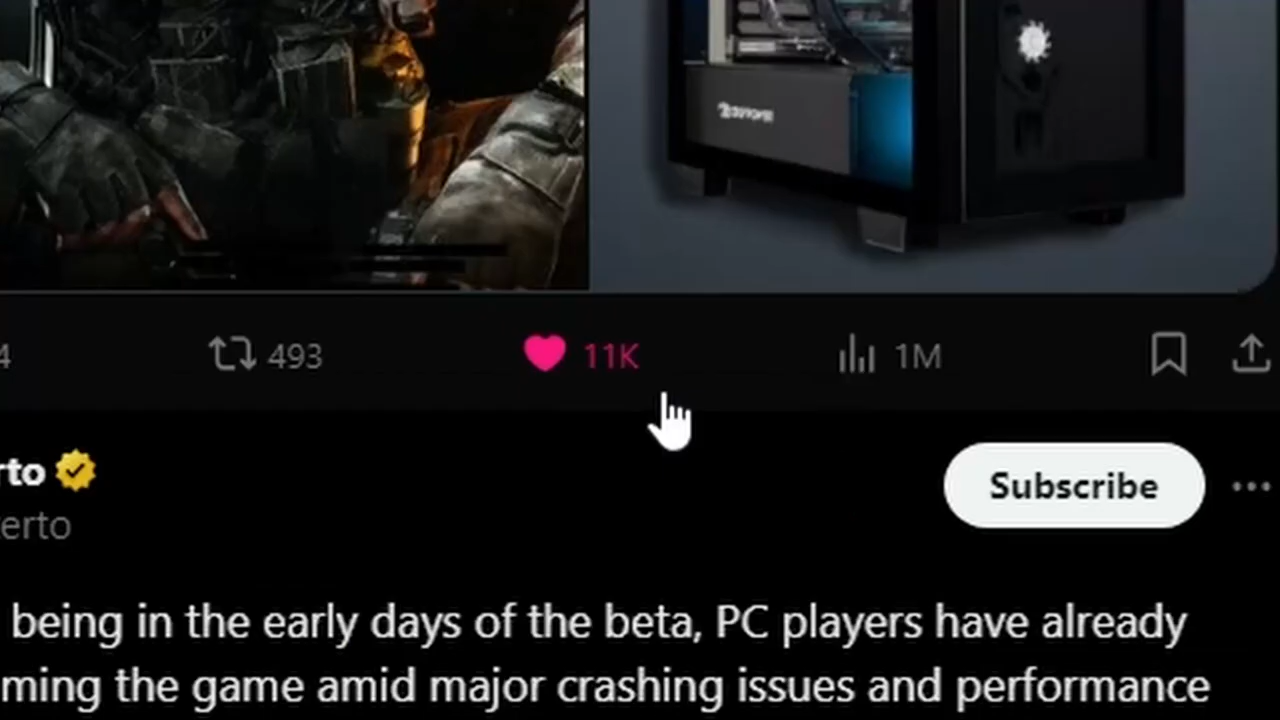 4 493 11K 1M
rto Subscribe
erto
being in the early days of the beta, PC players have already
ming the game amid major crashing issues and performance